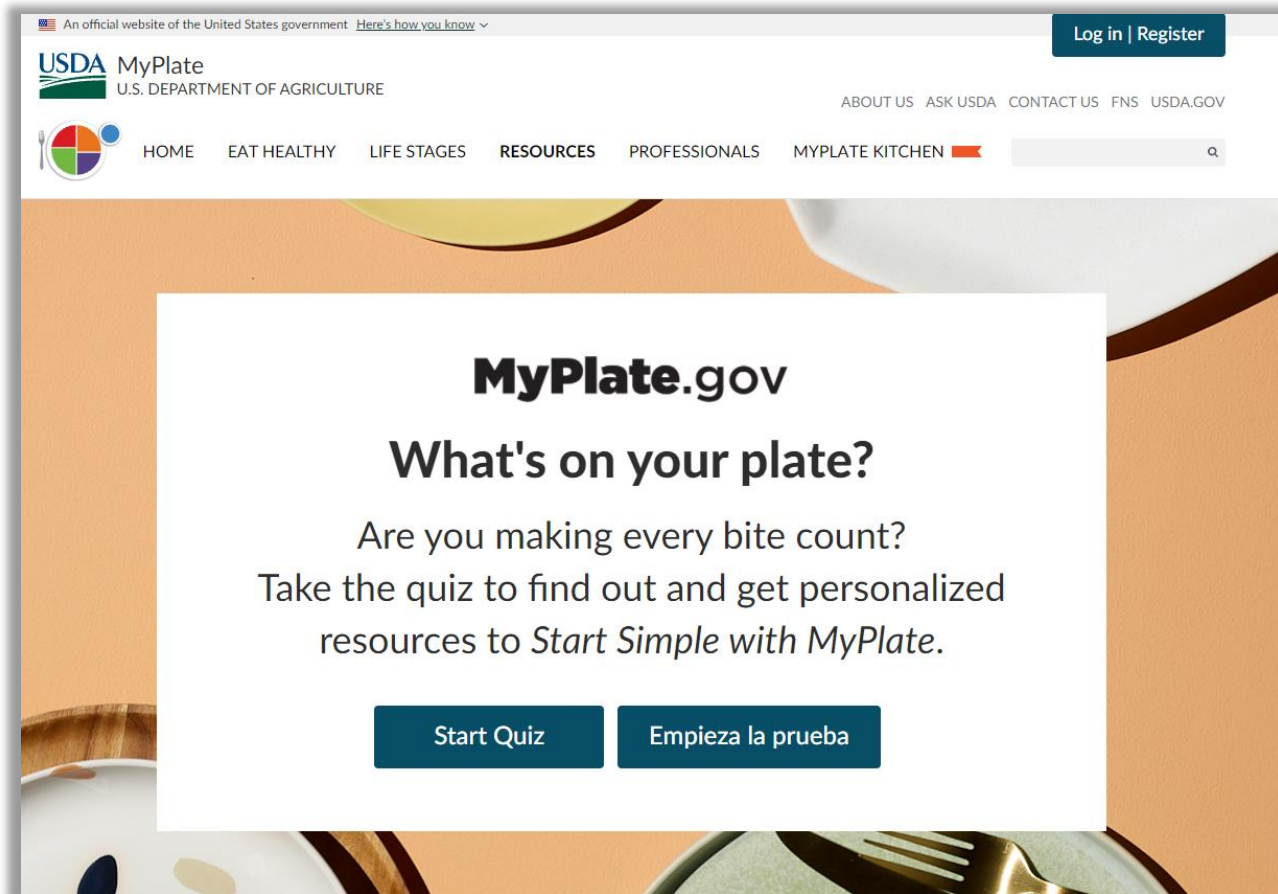 An official website of the United States government Here's how you know
Log in | Register
USDA MyPlate
U.S. DEPARTMENT OF AGRICULTURE
ABOUT US ASK USDA CONTACT US FNS USDA.GOV
HOME EAT HEALTHY LIFE STAGES RESOURCES PROFESSIONALS MYPLATE KITCHEN
MyPlate.gov
What's on your plate?
Are you making every bite count?
Take the quiz to find out and get personalized
resources to Start Simple with MyPlate.
Start Quiz Empieza la prueba